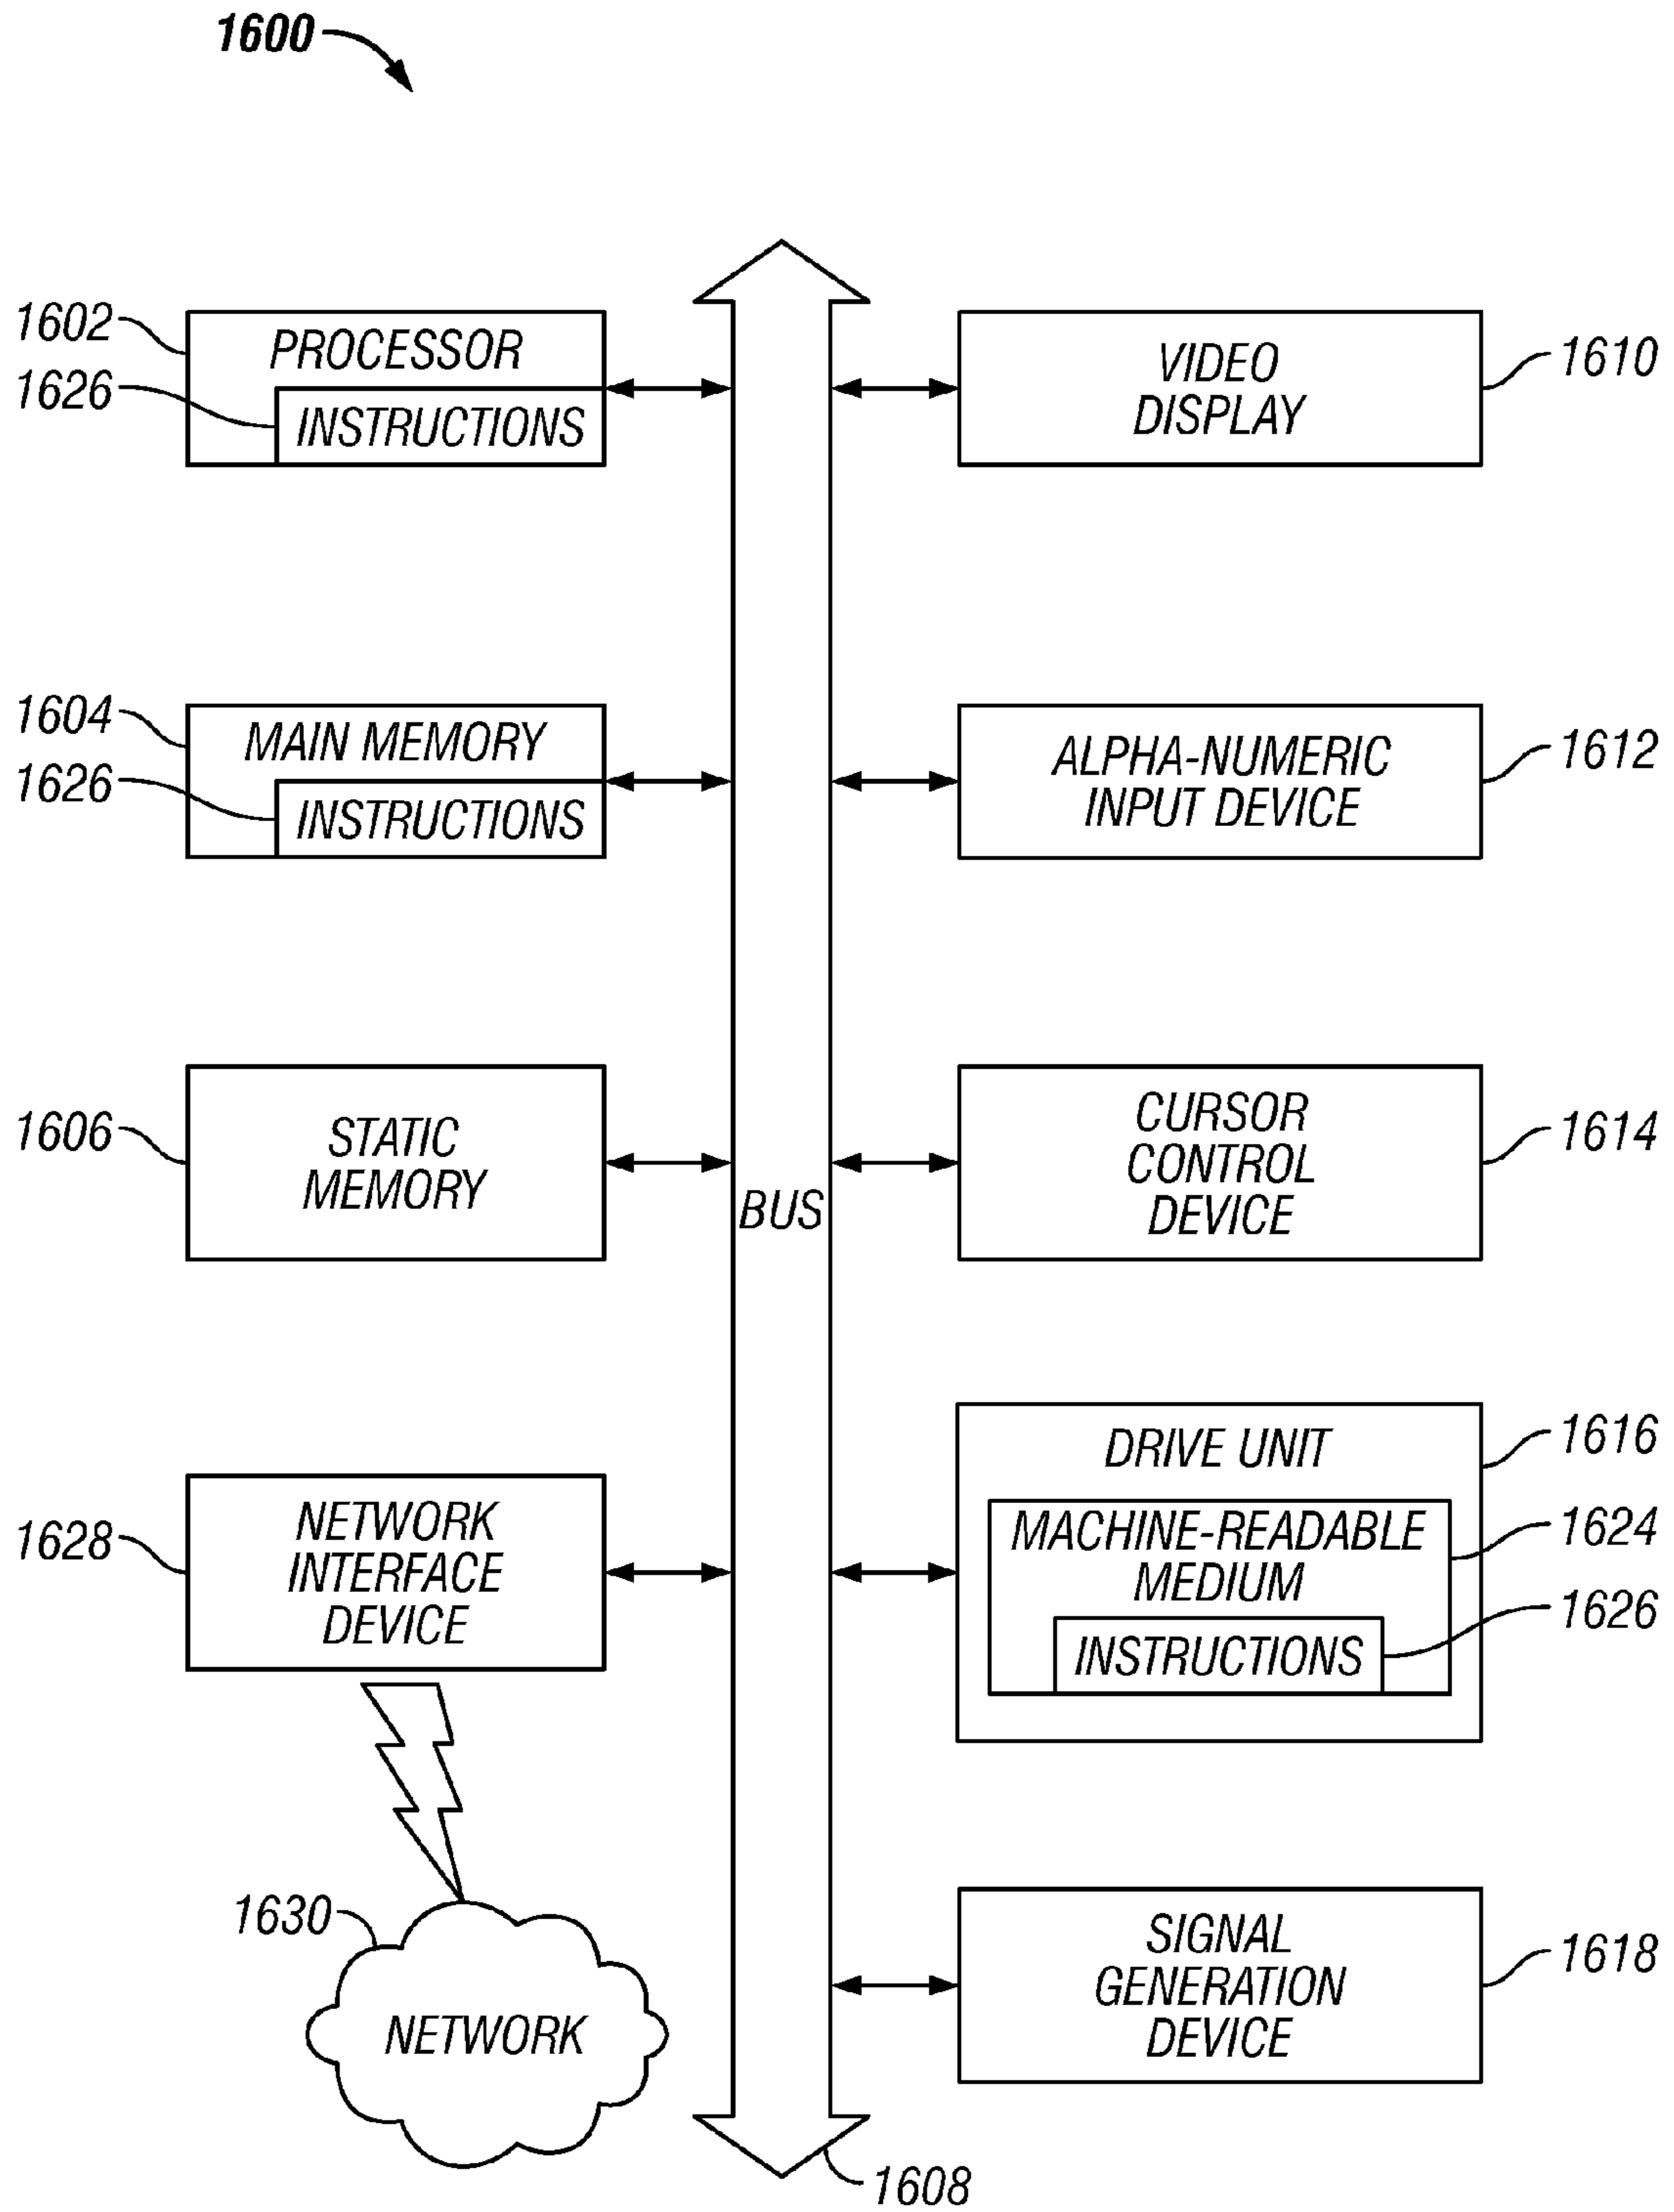 1600
1602
PROCESSOR
1626
INSTRUCTIONS
VIDEO
DISPLAY
1610
1604
MAIN MEMORY
1626
INSTRUCTIONS
ALPHA-NUMERIC
INPUT DEVICE
1612
1606
STATIC
MEMORY
BUS
CURSOR
CONTROL
DEVICE
1614
1628
NETWORK
INTERFACE
DEVICE
DRIVE UNIT
1616
MACHINE-READABLE
MEDIUM
1624
INSTRUCTIONS
1626
1630
NETWORK
SIGNAL
GENERATION
DEVICE
1618
1608